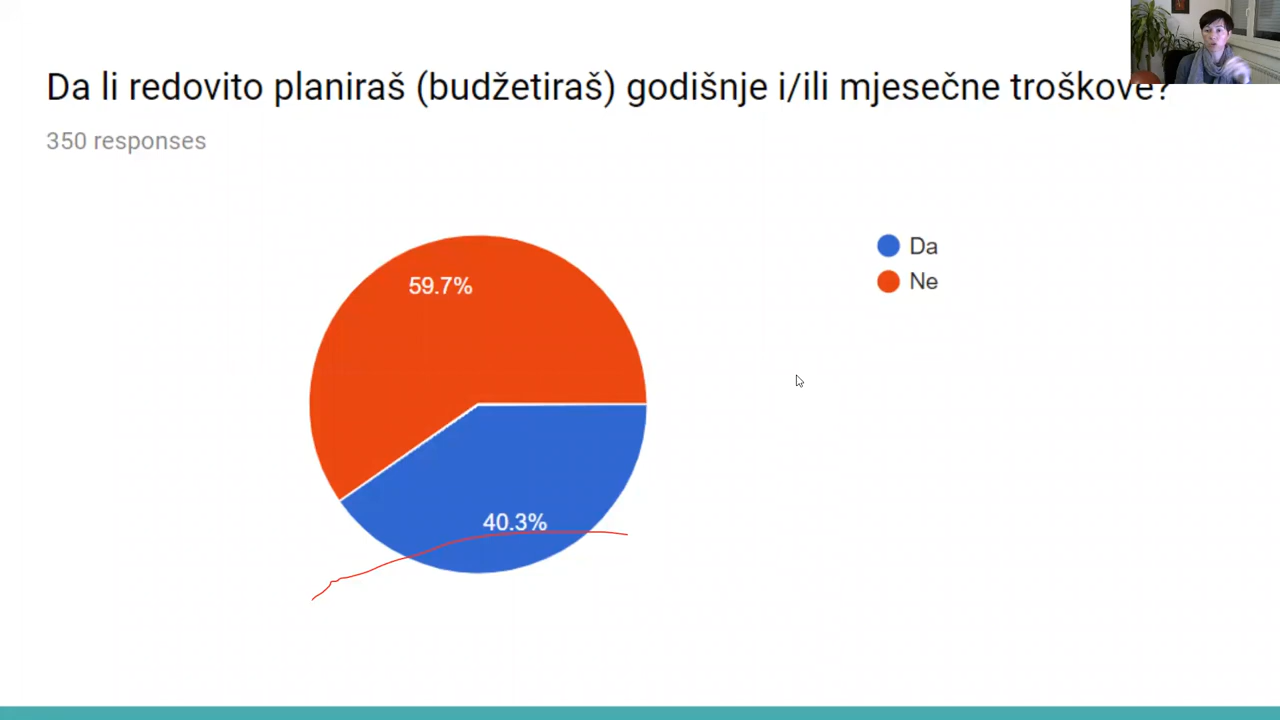 Da li redovito planiraš (budžetiraš) godišnje i/ili mjesečne troškove?
350 responses
59.7%
Da
Ne
40.3%